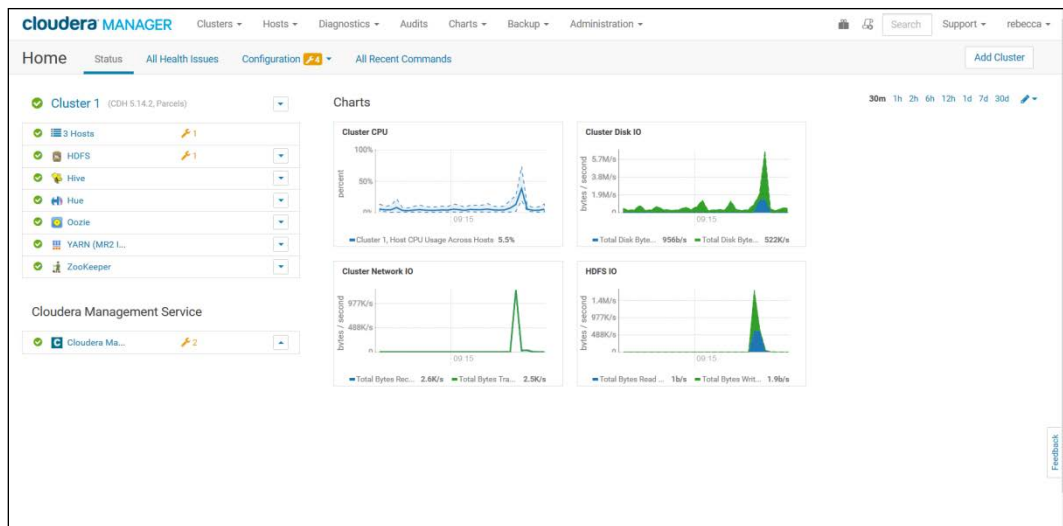 cloudera MANAGER Clusters Hosts Diagnostics Audits Charts Backup Administration Search Support rebecca
Home Status All Health Issues Configuration 4 All Recent Commands Add Cluster
Cluster 1 (CDH 5.14.2, Parcels)
3 Hosts 1
HDFS 1
Hive
Hue
Oozie
YARN (MR2 I...
ZooKeeper
Cloudera Management Service
C Cloudera Ma... 2
Charts 30m 1h 2h 6h 12h 1d 7d 30d
Cluster CPU
percent
100%
50%
0%
09:15
Cluster 1, Host CPU Usage Across Hosts 5.5%
Cluster Disk IO
bytes / second
5.7M/s
3.8M/s
1.9M/s
0
09:15
Total Disk Byte... 956b/s Total Disk Byte... 522K/s
Cluster Network IO
bytes / second
977K/s
488K/s
0
09:15
Total Bytes Rec... 2.6K/s Total Bytes Tra... 2.5K/s
HDFS IO
bytes / second
1.4M/s
977K/s
488K/s
0
09:15
Total Bytes Read ... 1b/s Total Bytes Writ... 1.9b/s
Feedback